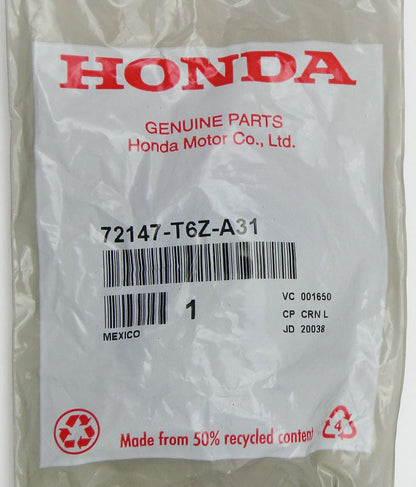 HONDA
GENUINE PARTS
Honda Motor Co., Ltd.
72147-T6Z-A31
1
VC 001650
CP CRN L
JD 20038
MEXICO
Made from 50% recycled content
4